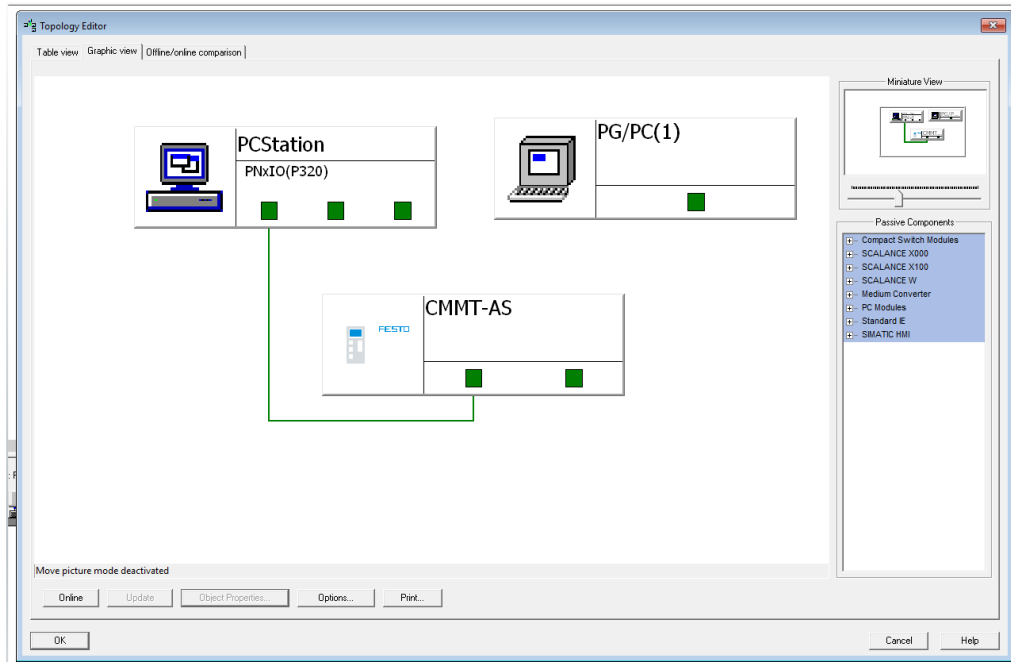 Topology Editor
Table view
Graphic view
Offline/online comparison
PCStation
PNxIO(P320)
PG/PC(1)
FESTO
CMMT-AS
Miniature View
Passive Components
Compact Switch Modules
SCALANCE X000
SCALANCE X100
SCALANCE W
Medium Converter
PC Modules
Standard IE
SIMATIC HMI
Move picture mode deactivated
Online
Update
Object Properties...
Options...
Print...
OK
Cancel
Help